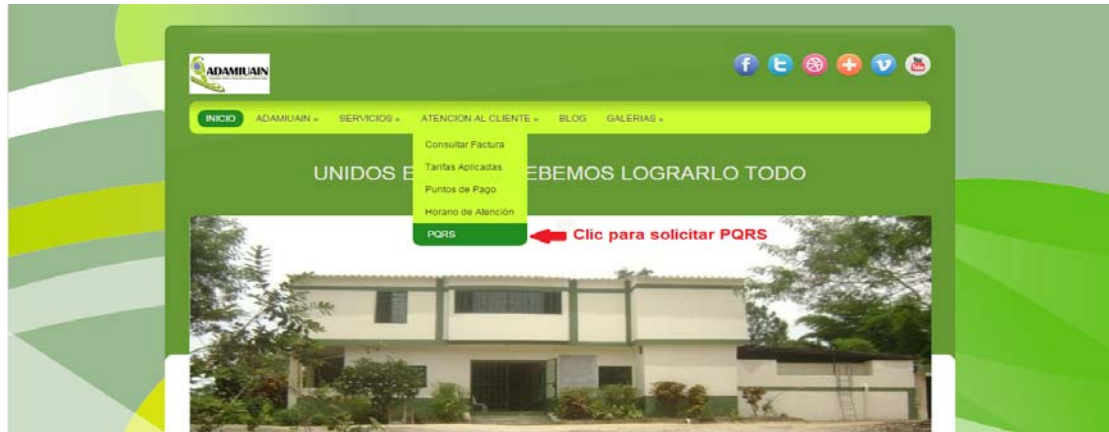 ADAMIUAIN
INICIO ADAMIUAIN » SERVICIOS » ATENCION AL CLIENTE » BLOG GALERIAS »
Consultar Factura
Tarifas Aplicadas
Puntos de Pago
Horario de Atención
PQRS
UNIDOS E EBEMOS LOGRARLO TODO
Clic para solicitar PQRS